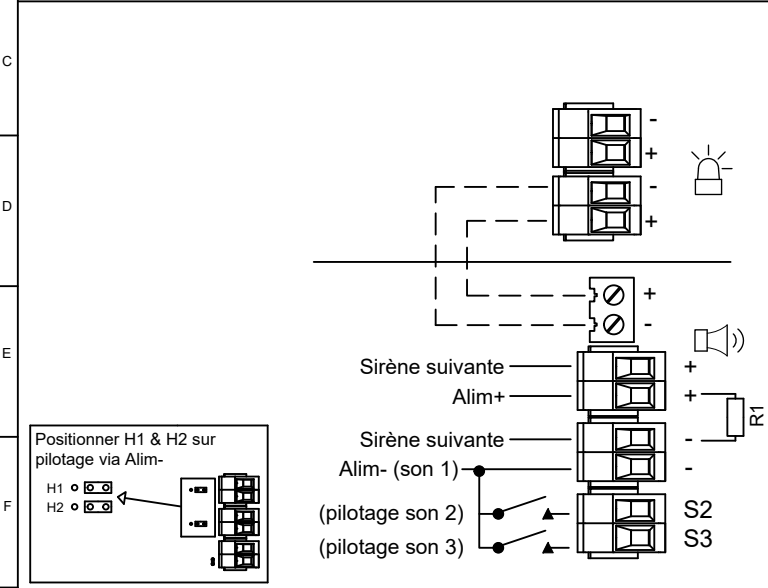 C
-
+
D
-
+
+
-
E
Sirène suivante
+
Alim+
+
R1
Sirène suivante
-
Alim- (son 1)
-
Positionner H1 & H2 sur
pilotage via Alim-
H1
H2
F
(pilotage son 2)
S2
(pilotage son 3)
S3